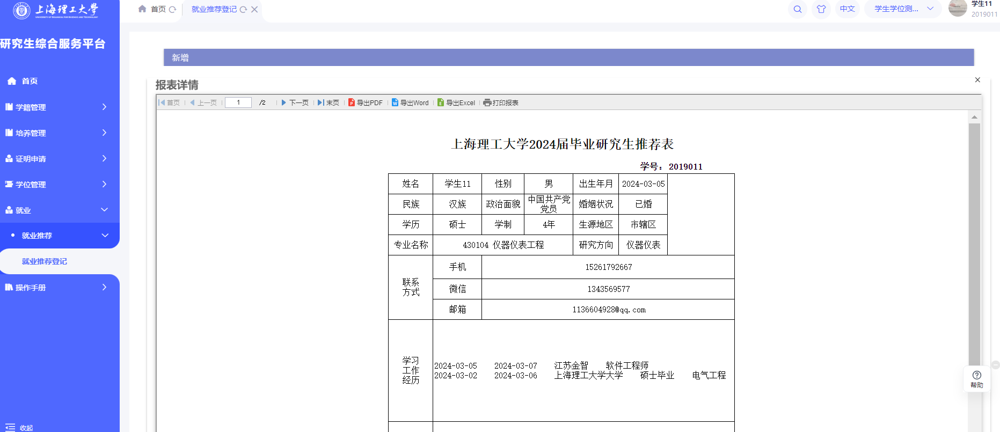 上海理工大学
UNIVERSITY OF SHANGHAI FOR SCIENCE AND TECHNOLOGY
研究生综合服务平台
首页
学籍管理
培养管理
证明申请
学位管理
就业
就业推荐
就业推荐登记
操作手册
收起
首页
就业推荐登记
中文
学生学位测...
学生11
2019011
新增
报表详情
首页 上一页 1 /2 下一页 末页 导出PDF 导出Word 导出Excel 打印报表
上海理工大学2024届毕业研究生推荐表
学号： 2019011
姓名 学生11 性别 男 出生年月 2024-03-05
民族 汉族 政治面貌 中国共产党
党员 婚姻状况 已婚
学历 硕士 学制 4年 生源地区 市辖区
专业名称 430104 仪器仪表工程 研究方向 仪器仪表
联系
方式
手机 15261792667
微信 1343569577
邮箱 1136604928@qq.com
学习
工作
经历
2024-03-05 2024-03-07 江苏金智 软件工程师
2024-03-02 2024-03-06 上海理工大学大学 硕士毕业 电气工程
帮助